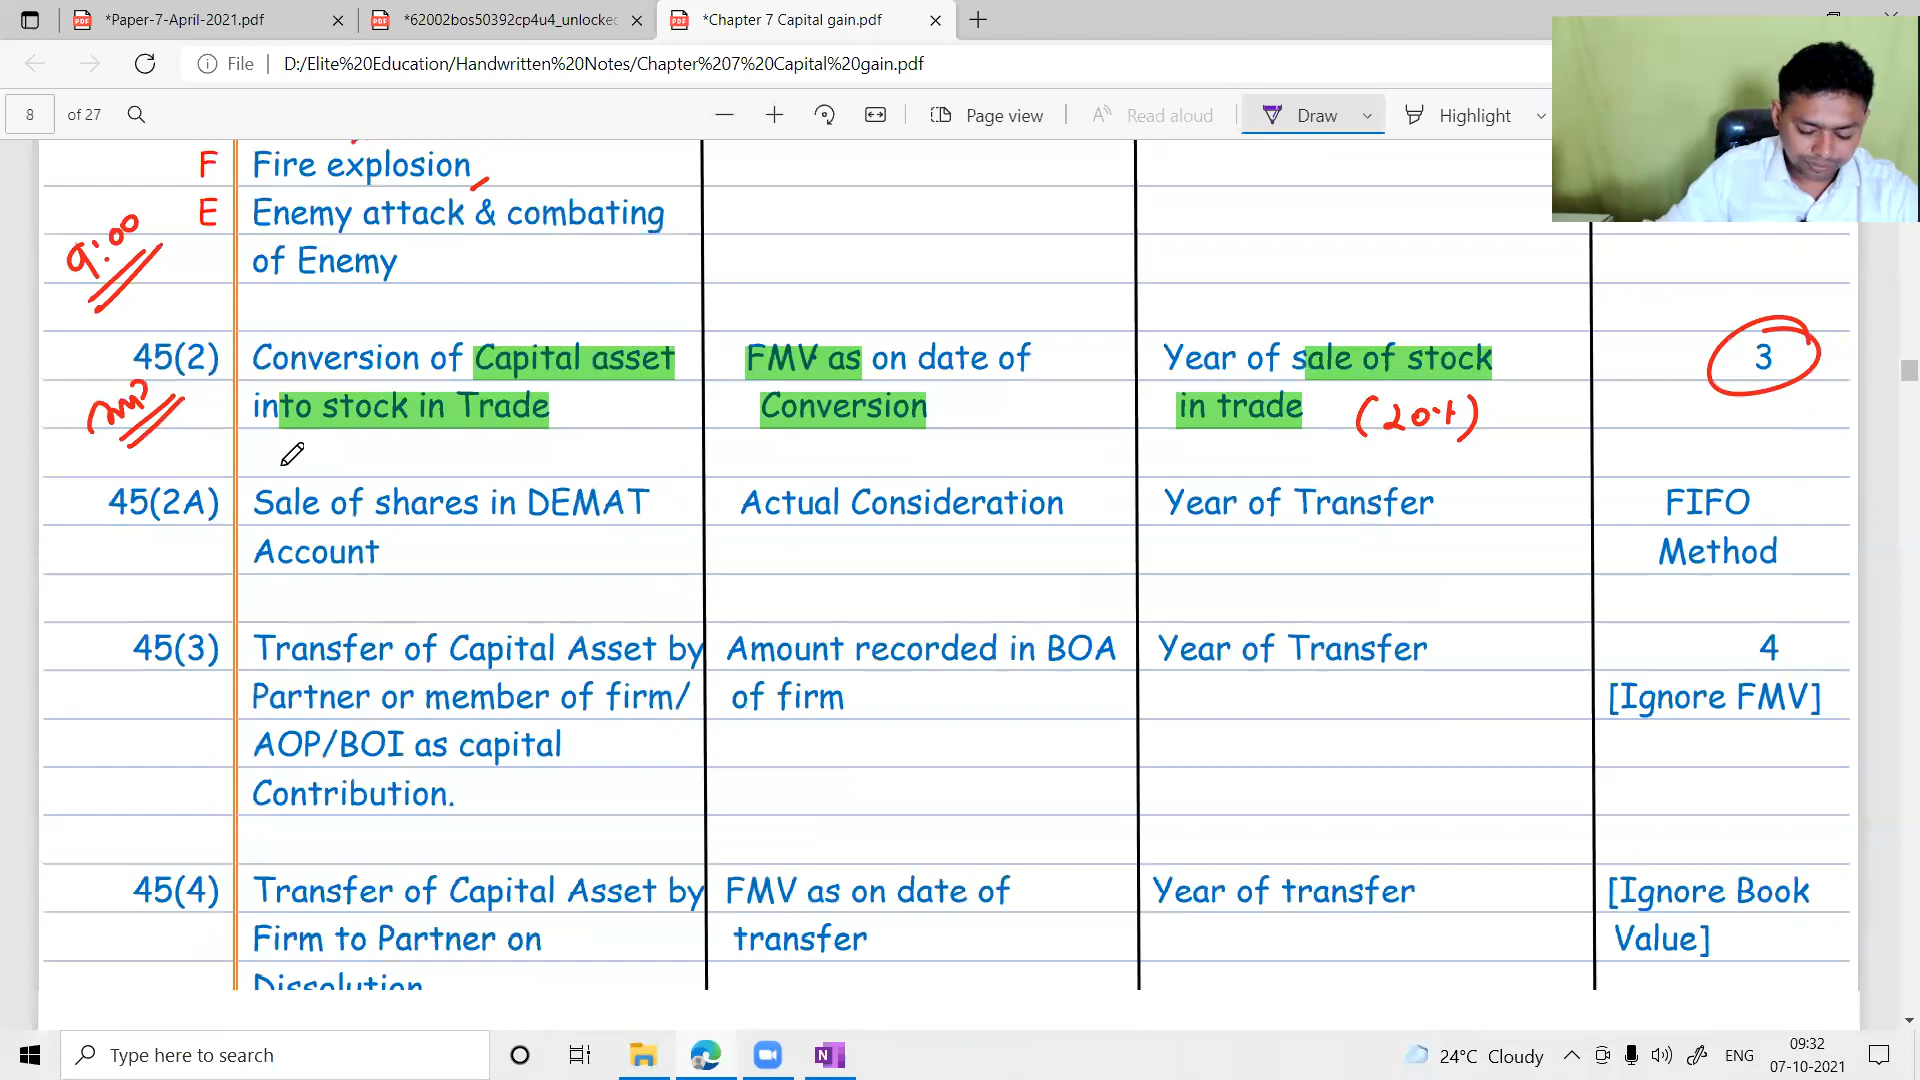 *Paper-7-April-2021.pdf
*62002bos50392cp4u4_unlocked
*Chapter 7 Capital gain.pdf
File
D:/Elite%20Education/Handwritten%20Notes/Chapter%207%20Capital%20gain.pdf
8 of 27
Page view
Read aloud
Draw
Highlight
F Fire explosion
E Enemy attack & combating
of Enemy
9:00
45(2) Conversion of Capital asset FMV as on date of Year of sale of stock 3
into stock in Trade Conversion in trade (20%)
45(2A) Sale of shares in DEMAT Actual Consideration Year of Transfer FIFO
Account Method
45(3) Transfer of Capital Asset by Amount recorded in BOA Year of Transfer 4
Partner or member of firm/ of firm [Ignore FMV]
AOP/BOI as capital
Contribution.
45(4) Transfer of Capital Asset by FMV as on date of Year of transfer [Ignore Book
Firm to Partner on transfer Value]
Dissolution
Type here to search
24°C Cloudy
ENG
09:32
07-10-2021